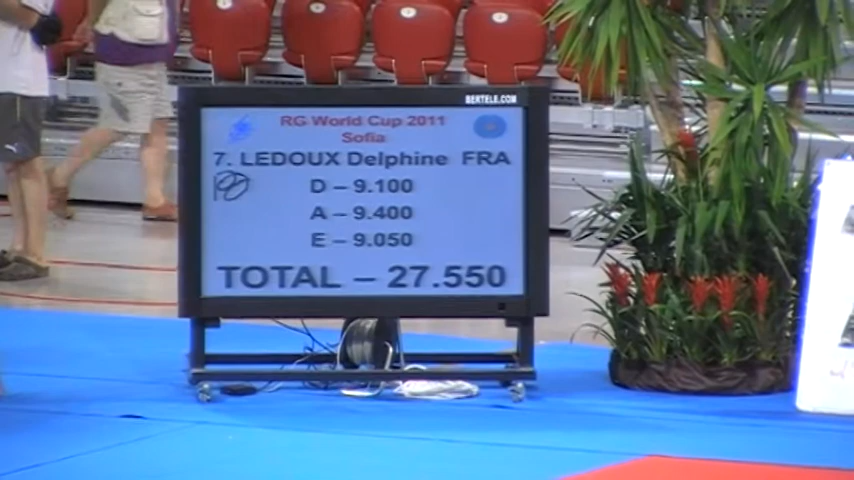 BERTELE.COM
RG World Cup 2011
Sofia
7. LEDOUX Delphine FRA
D – 9.100
A – 9.400
E – 9.050
TOTAL – 27.550